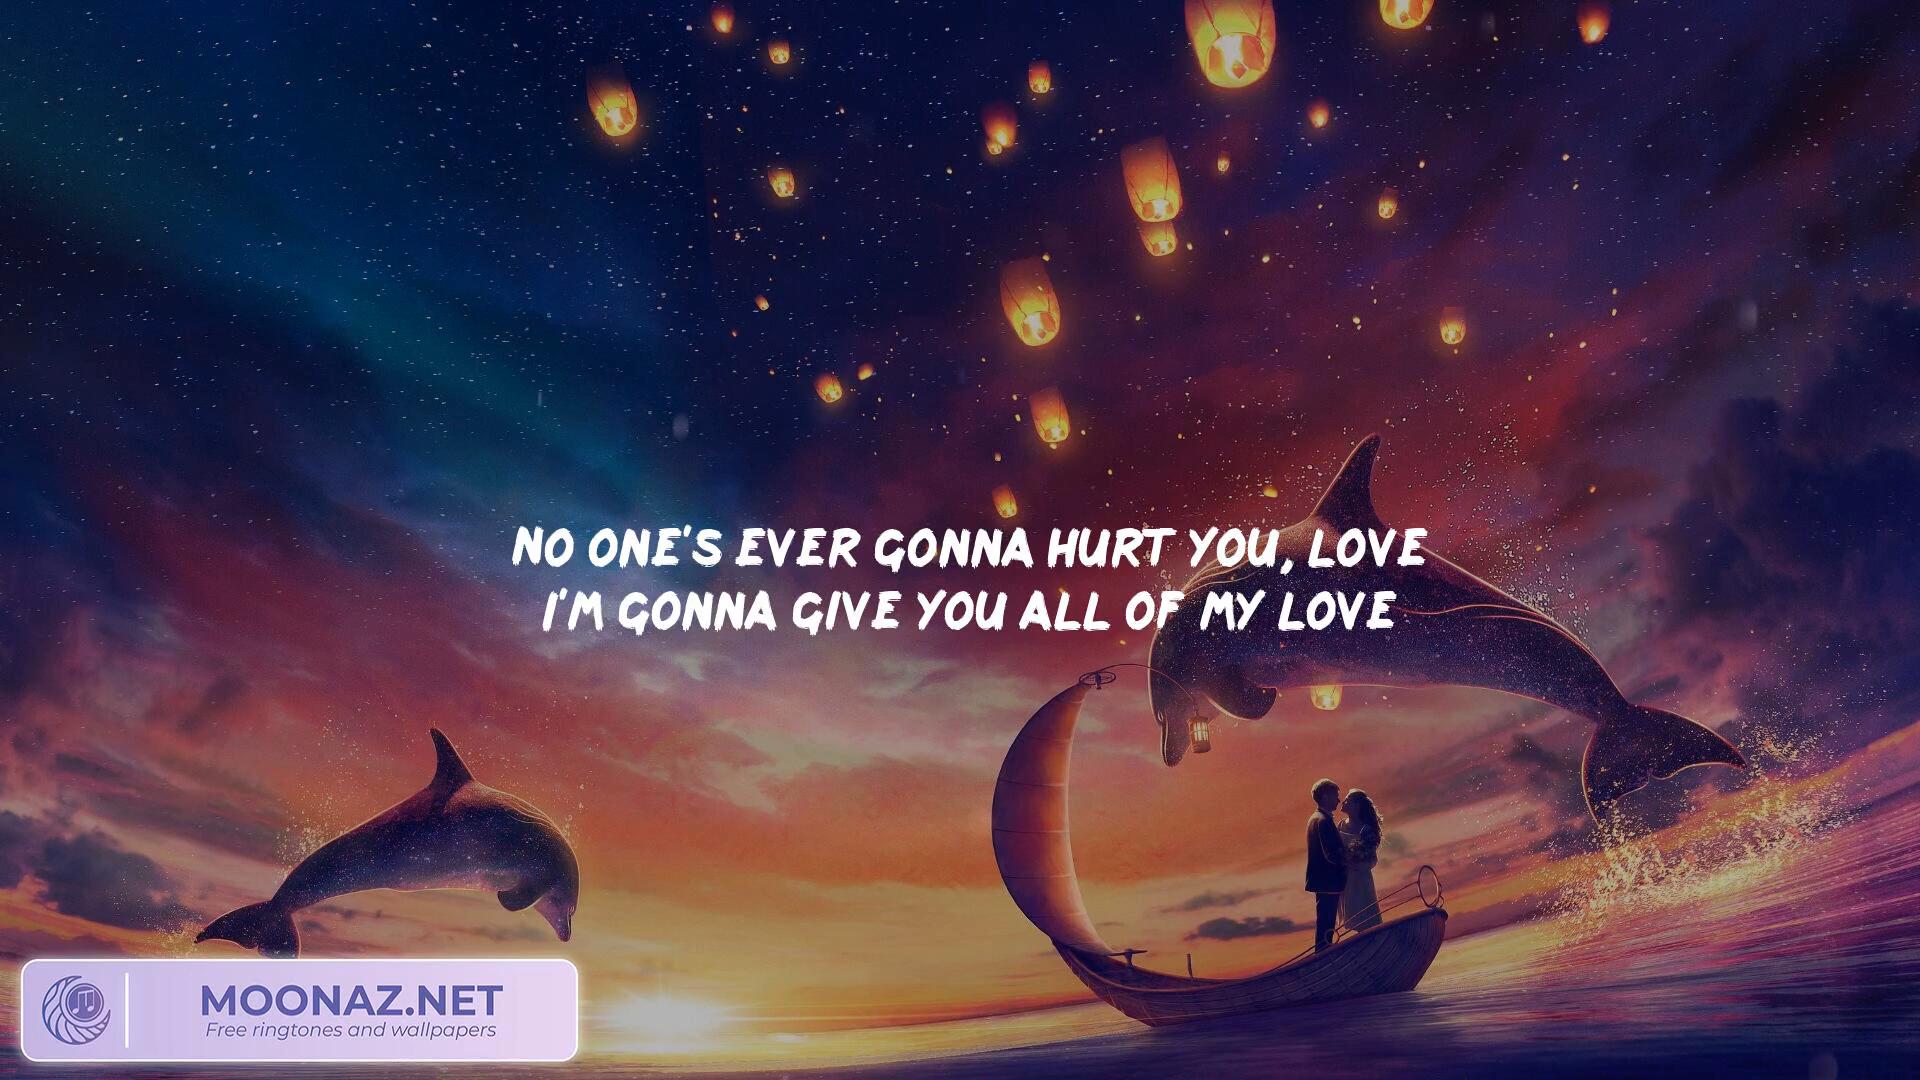 NO ONE'S EVER GONNA HURT YOU, LOVE
I'M GONNA GIVE YOU ALL OF MY LOVE
MOONAZ.NET
Free ringtones and wallpapers